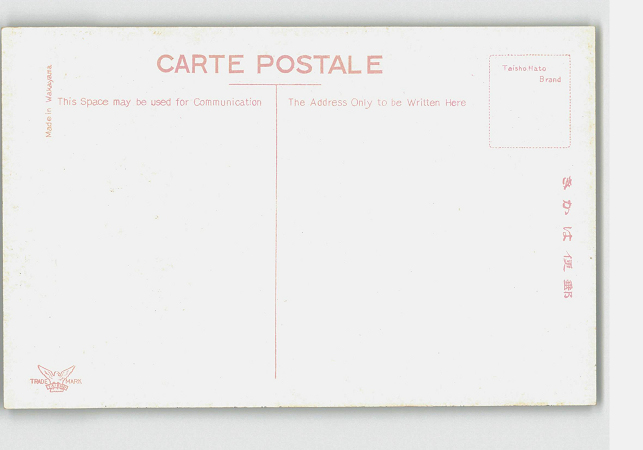 CARTE POSTALE
Made in Wakayama
This Space may be used for Communication
The Address Only to be Written Here
Taisho Hato
Brand
きかは便郵
TRADE MARK